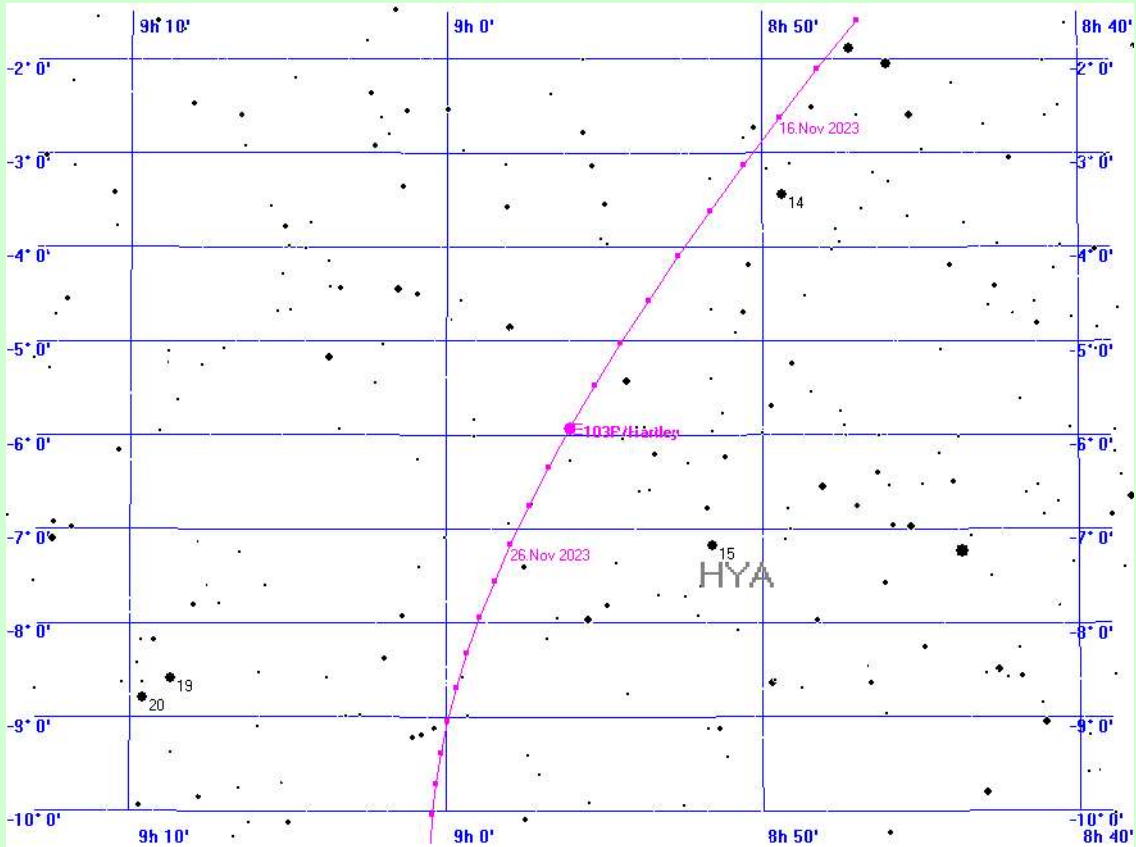 9h 10' 9h 0' 8h 50' 8h 40'
-2° 0' -2° 0'
16.Nov 2023
-3° 0' -3° 0'
14
-4° 0' -4° 0'
-5° 0' -5° 0'
103P/Hartley
-6° 0' -6° 0'
-7° 0' -7° 0'
15
26.Nov 2023
HYA
-8° 0' -8° 0'
19
20
-9° 0' -9° 0'
-10° 0' -10° 0'
9h 10' 9h 0' 8h 50' 8h 40'